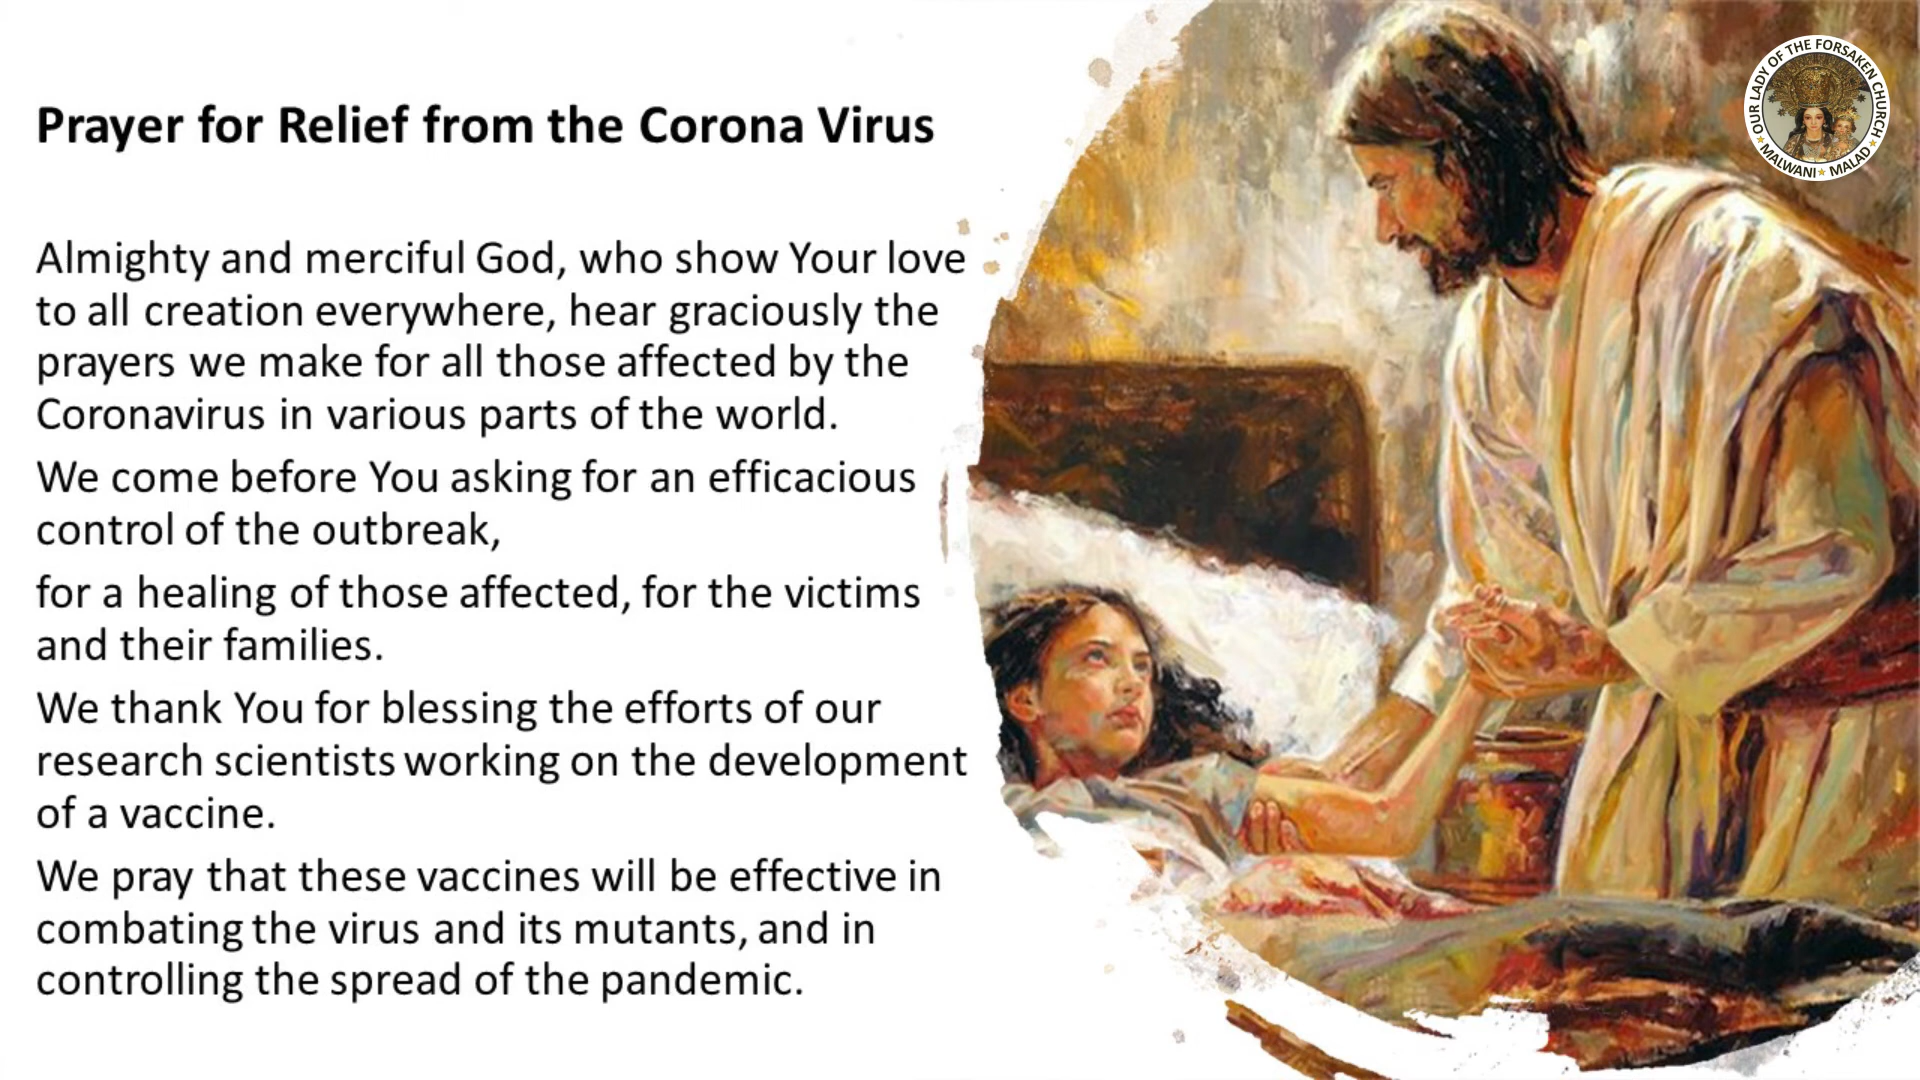 Prayer for Relief from the Corona Virus
Almighty and merciful God, who show Your love
to all creation everywhere, hear graciously the
prayers we make for all those affected by the
Coronavirus in various parts of the world.
We come before You asking for an efficacious
control of the outbreak,
for a healing of those affected, for the victims
and their families.
We thank You for blessing the efforts of our
research scientists working on the development
of a vaccine.
We pray that these vaccines will be effective in
combating the virus and its mutants, and in
controlling the spread of the pandemic.
OUR LADY OF THE FORSAKEN CHURCH
MALWANI MALAD